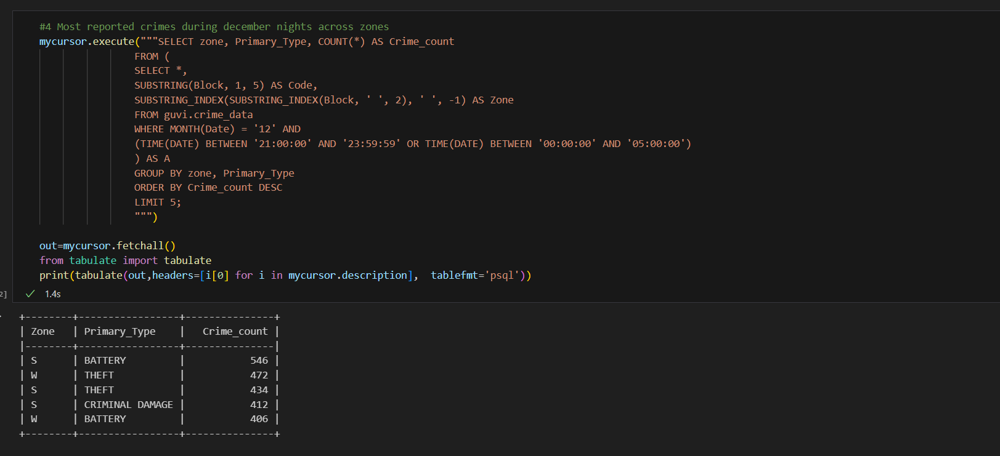 #4 Most reported crimes during december nights across zones
mycursor.execute("""SELECT zone, Primary_Type, COUNT(*) AS Crime_count
FROM (
SELECT *,
SUBSTRING(Block, 1, 5) AS Code,
SUBSTRING_INDEX(SUBSTRING_INDEX(Block, ' ', 2), ' ', -1) AS Zone
FROM guvi.crime_data
WHERE MONTH(Date) = '12' AND
(TIME(DATE) BETWEEN '21:00:00' AND '23:59:59' OR TIME(DATE) BETWEEN '00:00:00' AND '05:00:00')
) AS A
GROUP BY zone, Primary_Type
ORDER BY Crime_count DESC
LIMIT 5;
""")
out=mycursor.fetchall()
from tabulate import tabulate
print(tabulate(out,headers=[i[0] for i in mycursor.description],  tablefmt='psql'))
2] ✓ 1.4s
+--------+-----------------+---------------+
| Zone   | Primary_Type    |   Crime_count |
|--------+-----------------+---------------|
| S      | BATTERY         |           546 |
| W      | THEFT           |           472 |
| S      | THEFT           |           434 |
| S      | CRIMINAL DAMAGE |           412 |
| W      | BATTERY         |           406 |
+--------+-----------------+---------------+